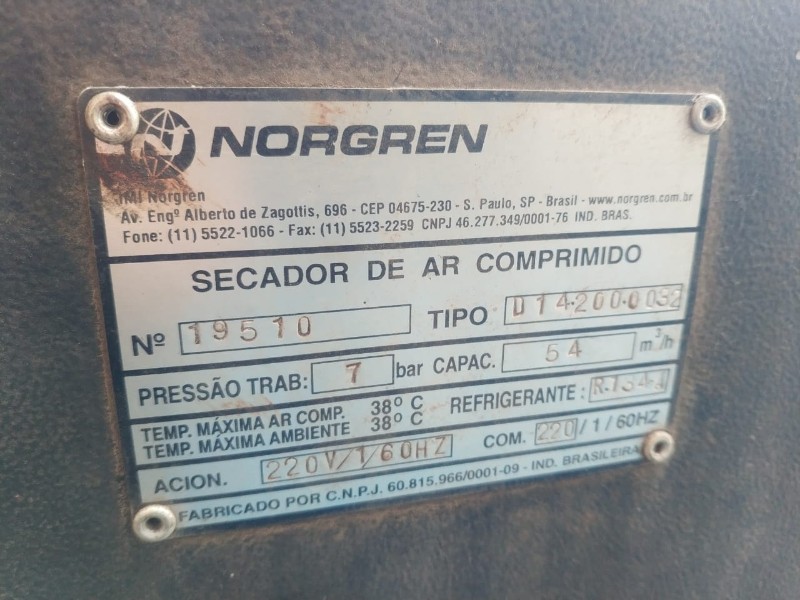 NORGREN
IMI Norgren
Av. Engº Alberto de Zagottis, 696 - CEP 04675-230 - S. Paulo, SP - Brasil - www.norgren.com.br
Fone: (11) 5522-1066 - Fax: (11) 5523-2259 CNPJ 46.277.349/0001-76 IND. BRAS.
SECADOR DE AR COMPRIMIDO
Nº 19510 TIPO D14.200.0032
PRESSÃO TRAB: 7 bar CAPAC. 54 m³/h
TEMP. MÁXIMA AR COMP. 38º C REFRIGERANTE: R.134a
TEMP. MÁXIMA AMBIENTE 38º C
ACION. 220V/1/60HZ COM. 220/1/60HZ
FABRICADO POR C.N.P.J. 60.815.966/0001-09 - IND. BRASILEIRA